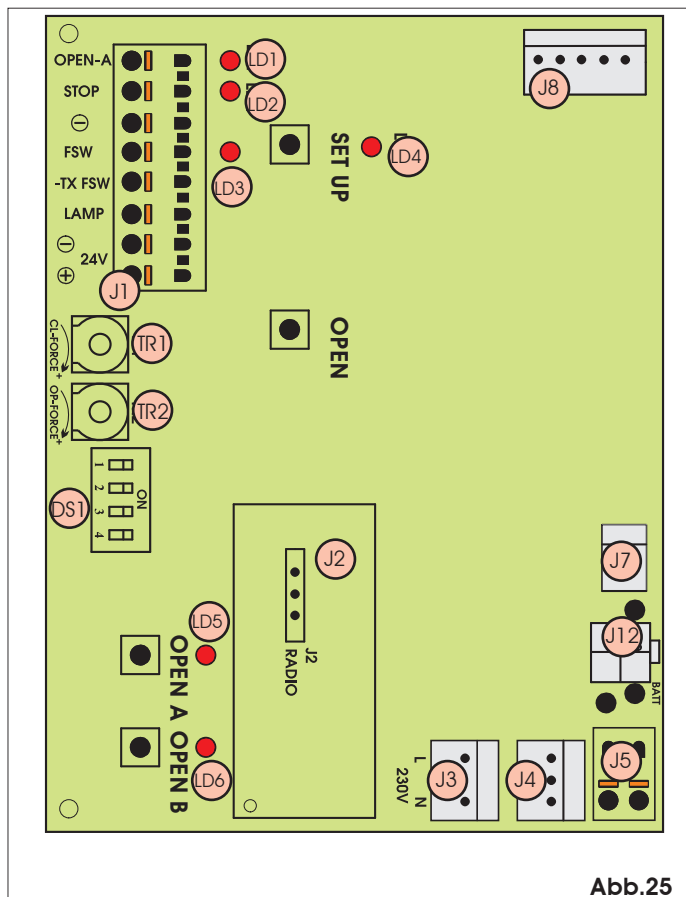 OPEN-A
STOP
⊖
FSW
-TX FSW
LAMP
⊖
24V
⊕
J1
LD1
LD2
LD3
SET UP
LD4
J8
OPEN
CL-FORCE +
TR1
OP-FORCE +
TR2
DS1
1
2
3
4
ON
J2
J2
RADIO
LD5
OPEN A
OPEN B
LD6
J7
J12
BATT
L
N
230V
J3
J4
J5
Abb.25